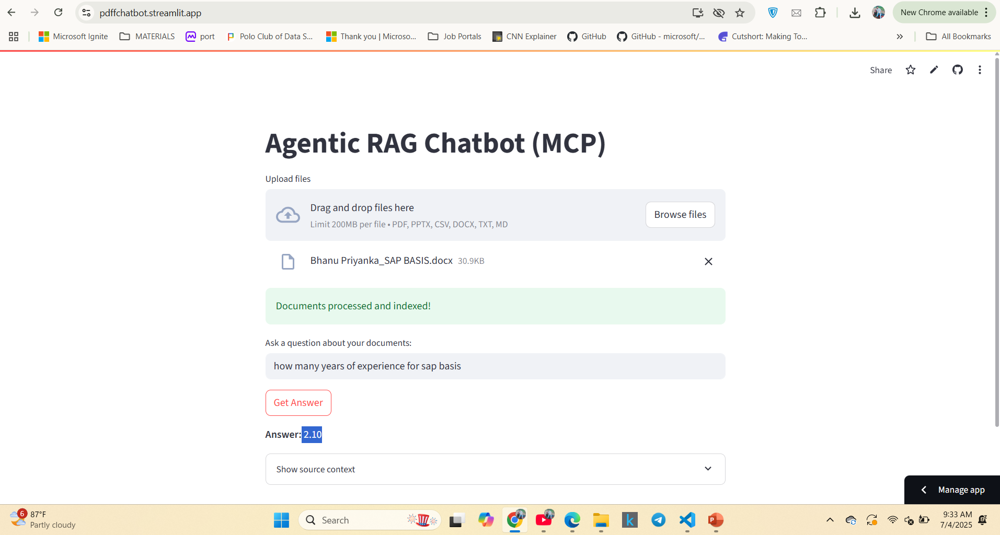 pdffchatbot.streamlit.app
New Chrome available
Microsoft Ignite
MATERIALS
port
Polo Club of Data S...
Thank you | Microso...
Job Portals
CNN Explainer
GitHub
GitHub - microsoft/...
Cutshort: Making To...
All Bookmarks
Share
Agentic RAG Chatbot (MCP)
Upload files
Drag and drop files here
Limit 200MB per file • PDF, PPTX, CSV, DOCX, TXT, MD
Browse files
Bhanu Priyanka_SAP BASIS.docx 30.9KB
Documents processed and indexed!
Ask a question about your documents:
how many years of experience for sap basis
Get Answer
Answer: 2.10
Show source context
Manage app
6
87°F
Partly cloudy
Search
k
P
9:33 AM
7/4/2025